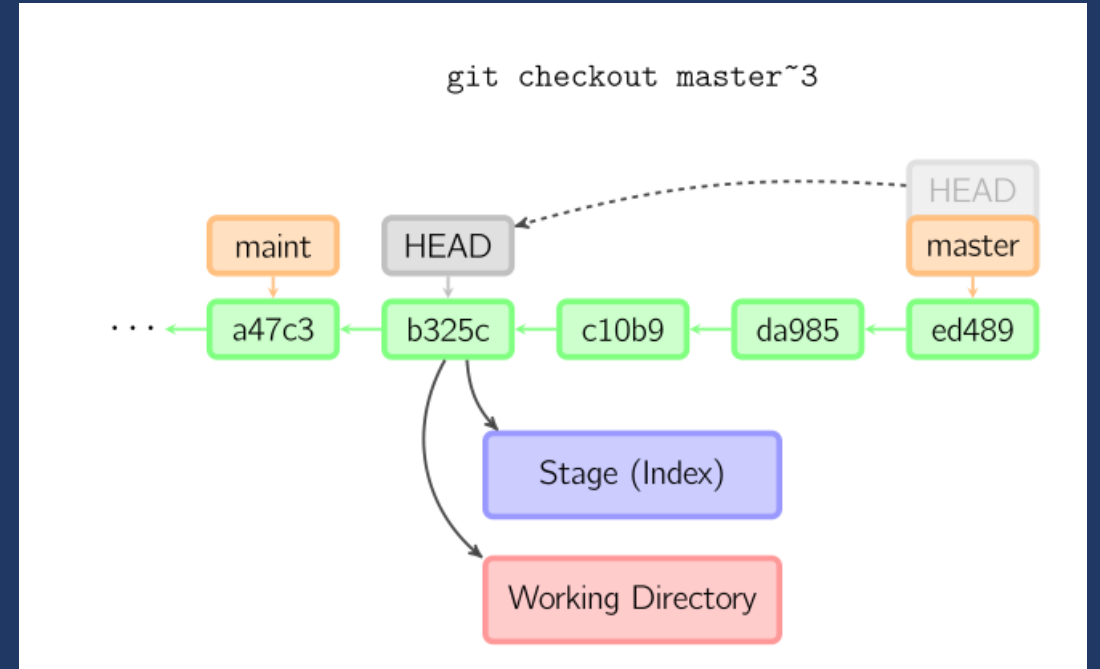 git checkout master~3
HEAD
maint
HEAD
master
...
a47c3
b325c
c10b9
da985
ed489
Stage (Index)
Working Directory